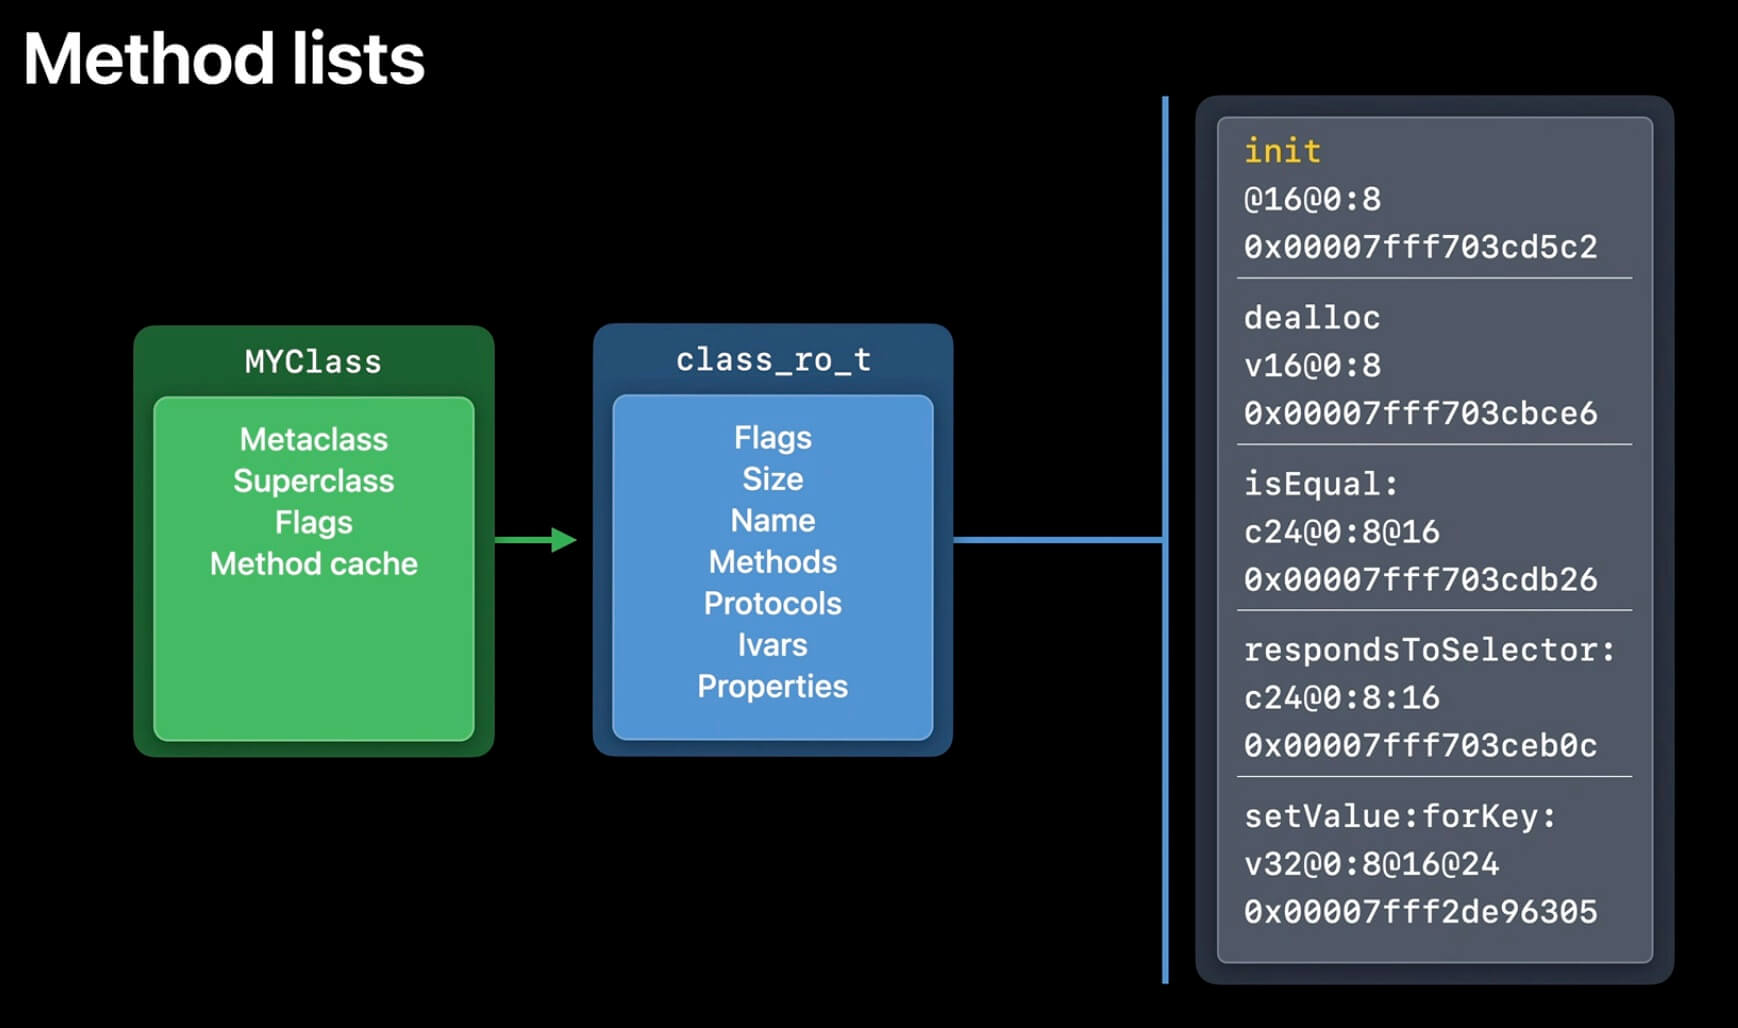 Method lists
MYClass
Metaclass
Superclass
Flags
Method cache
class_ro_t
Flags
Size
Name
Methods
Protocols
Ivars
Properties
init
@16@0:8
0x00007fff703cd5c2
dealloc
v16@0:8
0x00007fff703cbce6
isEqual:
c24@0:8@16
0x00007fff703cdb26
respondsToSelector:
c24@0:8:16
0x00007fff703ceb0c
setValue:forKey:
v32@0:8@16@24
0x00007fff2de96305